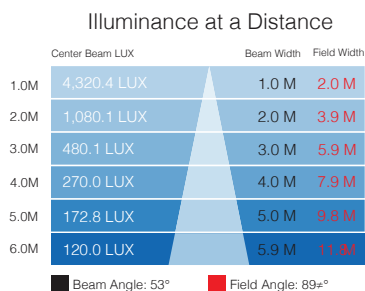 Illuminance at a Distance
Center Beam LUX Beam Width Field Width
1.0M 4,320.4 LUX 1.0 M 2.0 M
2.0M 1,080.1 LUX 2.0 M 3.9 M
3.0M 480.1 LUX 3.0 M 5.9 M
4.0M 270.0 LUX 4.0 M 7.9 M
5.0M 172.8 LUX 5.0 M 9.8 M
6.0M 120.0 LUX 5.9 M
Beam Angle: 53° Field Angle: 89≠°